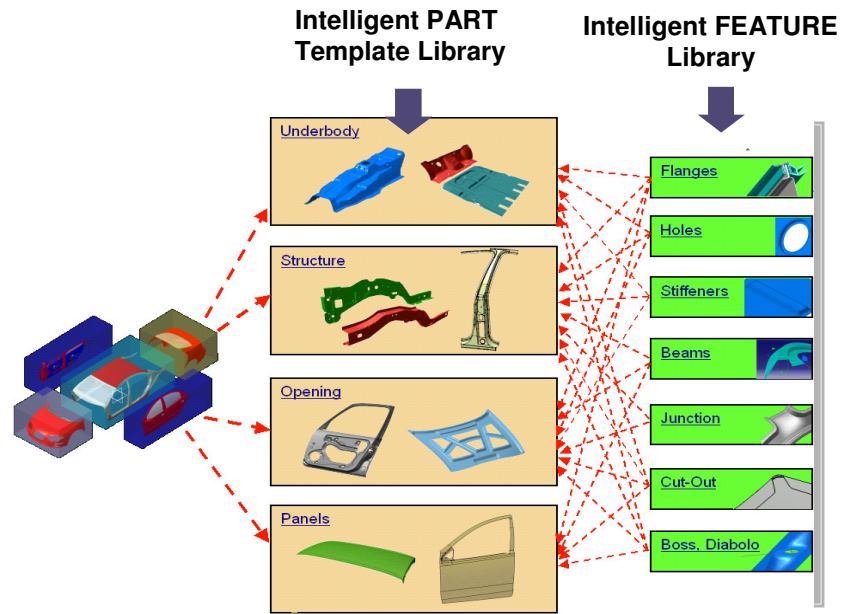 Intelligent PART
Template Library
Intelligent FEATURE
Library
Underbody
Structure
Opening
Panels
Flanges
Holes
Stiffeners
Beams
Junction
Cut-Out
Boss, Diabolo